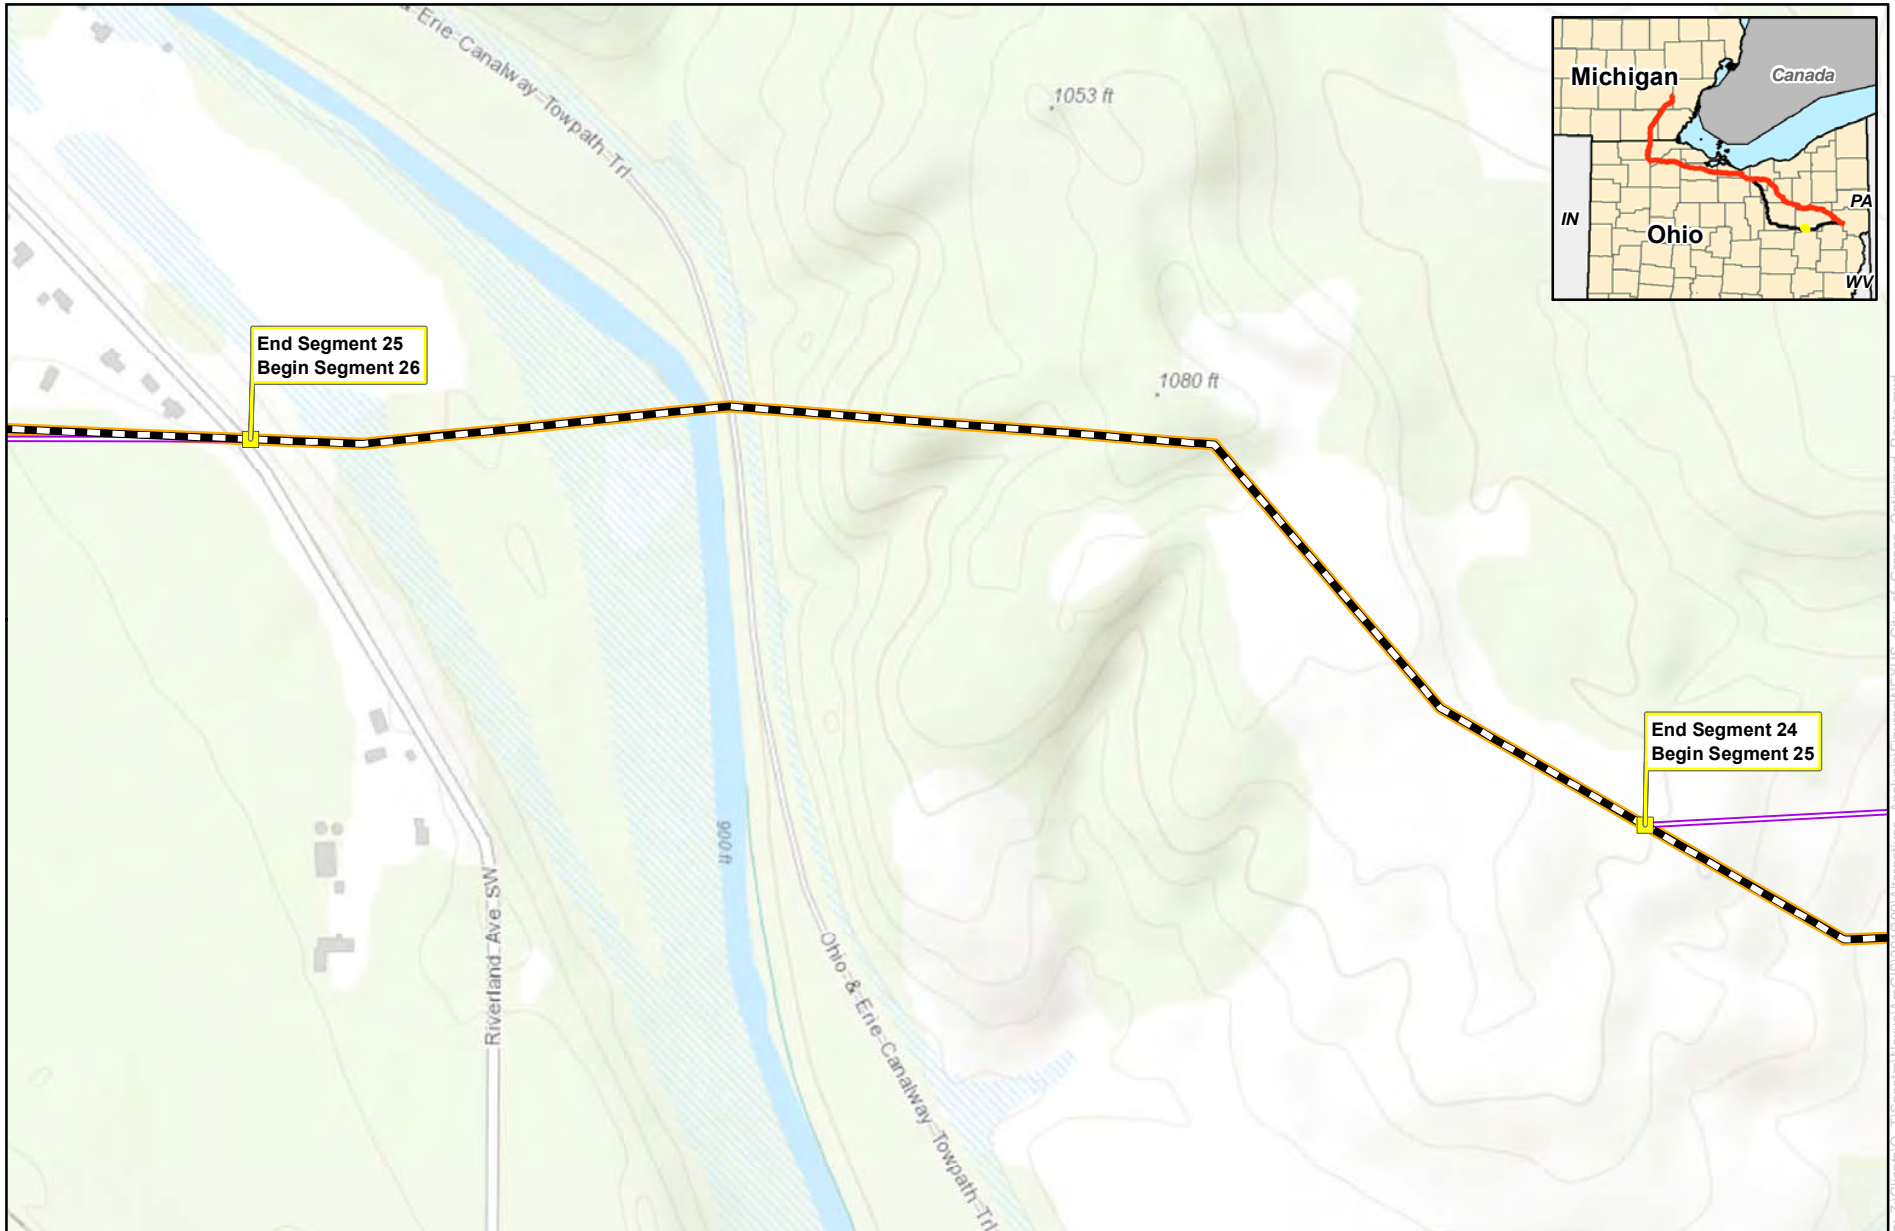 & Erie-Canalway-Towpath-Trl
1053 ft
Michigan
Canada
IN
Ohio
PA
WV
End Segment 25
Begin Segment 26
1080 ft
End Segment 24
Begin Segment 25
900 ft
Riverland-Ave-SW
Ohio-&-Erie-Canalway-Towpath-Trl